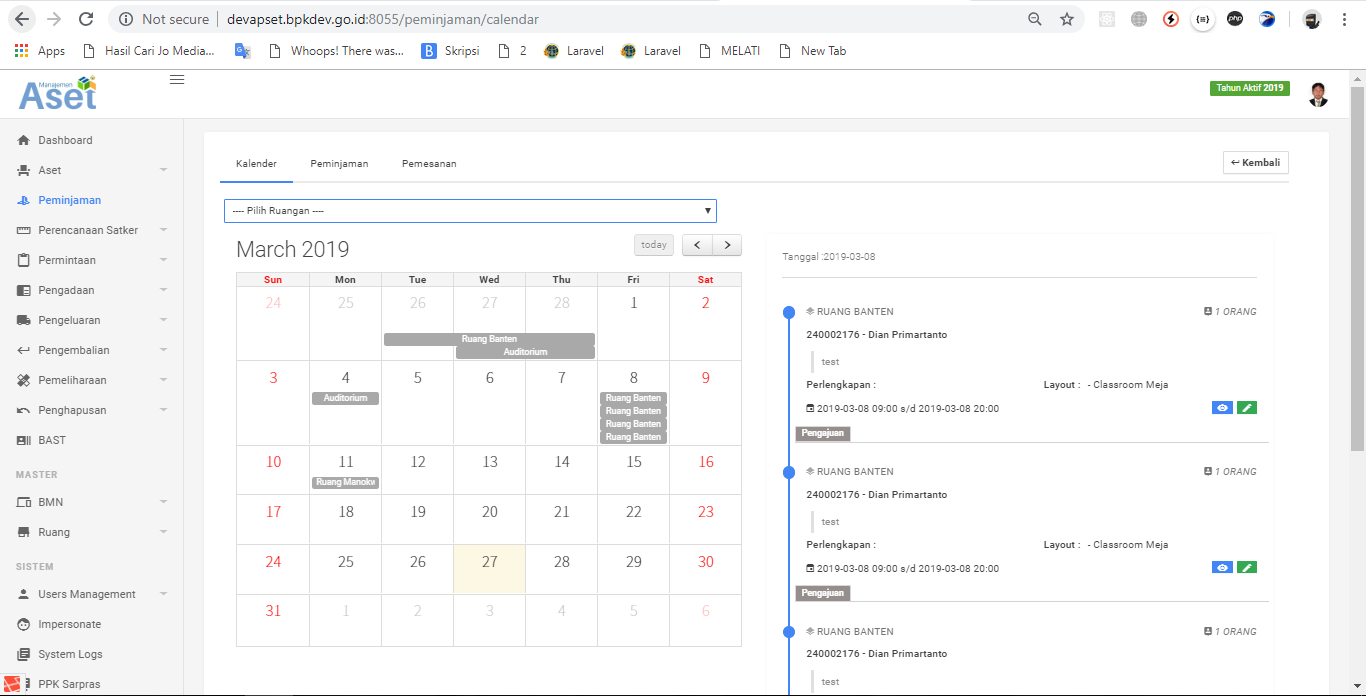 Not secure | devapset.bpkdev.go.id:8055/peminjaman/calendar
Apps Hasil Cari Jo Media... Whoops! There was... Skripsi 2 Laravel Laravel MELATI New Tab
Manajemen
Aset
Tahun Aktif 2019
Dashboard
Aset
Peminjaman
Perencanaan Satker
Permintaan
Pengadaan
Pengeluaran
Pengembalian
Pemeliharaan
Penghapusan
BAST
MASTER
BMN
Ruang
SISTEM
Users Management
Impersonate
System Logs
PPK Sarpras
Kalender Peminjaman Pemesanan
Kembali
---- Pilih Ruangan ----
March 2019
today
Sun Mon Tue Wed Thu Fri Sat
24 25 26 27 28 1 2
Ruang Banten
Auditorium
3 4 5 6 7 8 9
Auditorium Ruang Banten
Ruang Banten
Ruang Banten
Ruang Banten
10 11 12 13 14 15 16
Ruang Manokw
17 18 19 20 21 22 23
24 25 26 27 28 29 30
31 1 2 3 4 5 6
Tanggal :2019-03-08
RUANG BANTEN 1 ORANG
240002176 - Dian Primartanto
test
Perlengkapan : Layout : - Classroom Meja
2019-03-08 09:00 s/d 2019-03-08 20:00
Pengajuan
RUANG BANTEN 1 ORANG
240002176 - Dian Primartanto
test
Perlengkapan : Layout : - Classroom Meja
2019-03-08 09:00 s/d 2019-03-08 20:00
Pengajuan
RUANG BANTEN 1 ORANG
240002176 - Dian Primartanto
test